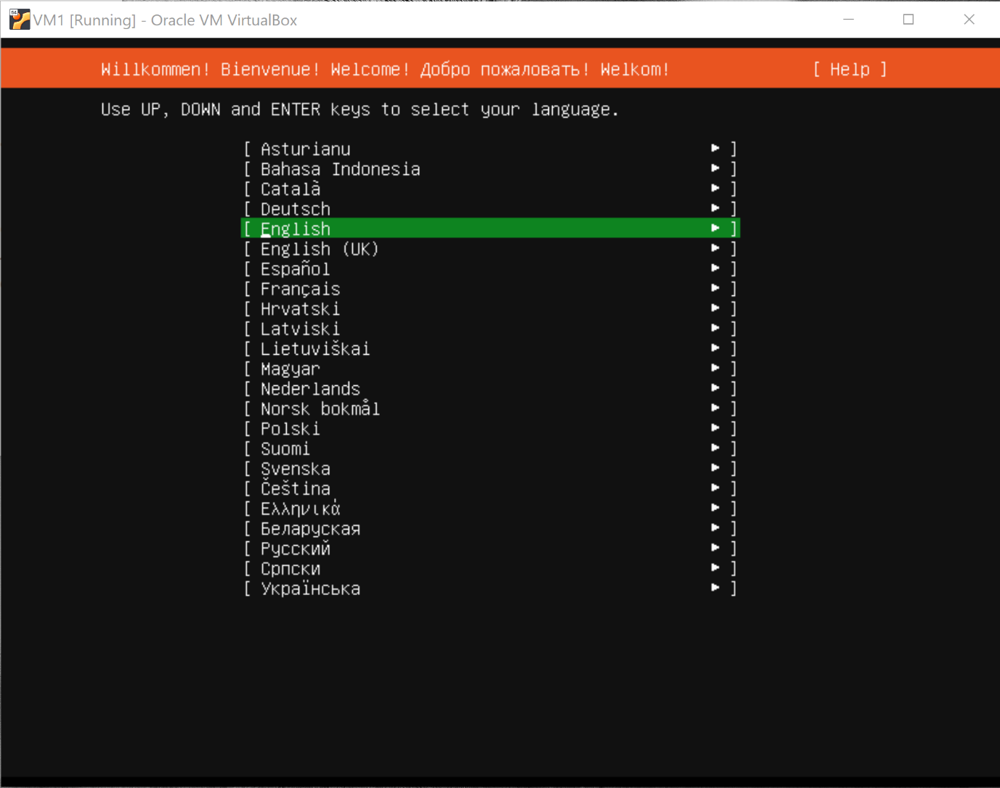 VM1 [Running] - Oracle VM VirtualBox
Willkommen! Bienvenue! Welcome! Добро пожаловать! Welkom! [ Help ]
Use UP, DOWN and ENTER keys to select your language.
[ Asturianu ► ]
[ Bahasa Indonesia ► ]
[ Català ► ]
[ Deutsch ► ]
[ English ► ]
[ English (UK) ► ]
[ Español ► ]
[ Français ► ]
[ Hrvatski ► ]
[ Latviski ► ]
[ Lietuviškai ► ]
[ Magyar ► ]
[ Nederlands ► ]
[ Norsk bokmål ► ]
[ Polski ► ]
[ Suomi ► ]
[ Svenska ► ]
[ Čeština ► ]
[ Ελληνικά ► ]
[ Беларуская ► ]
[ Русский ► ]
[ Српски ► ]
[ Українська ► ]